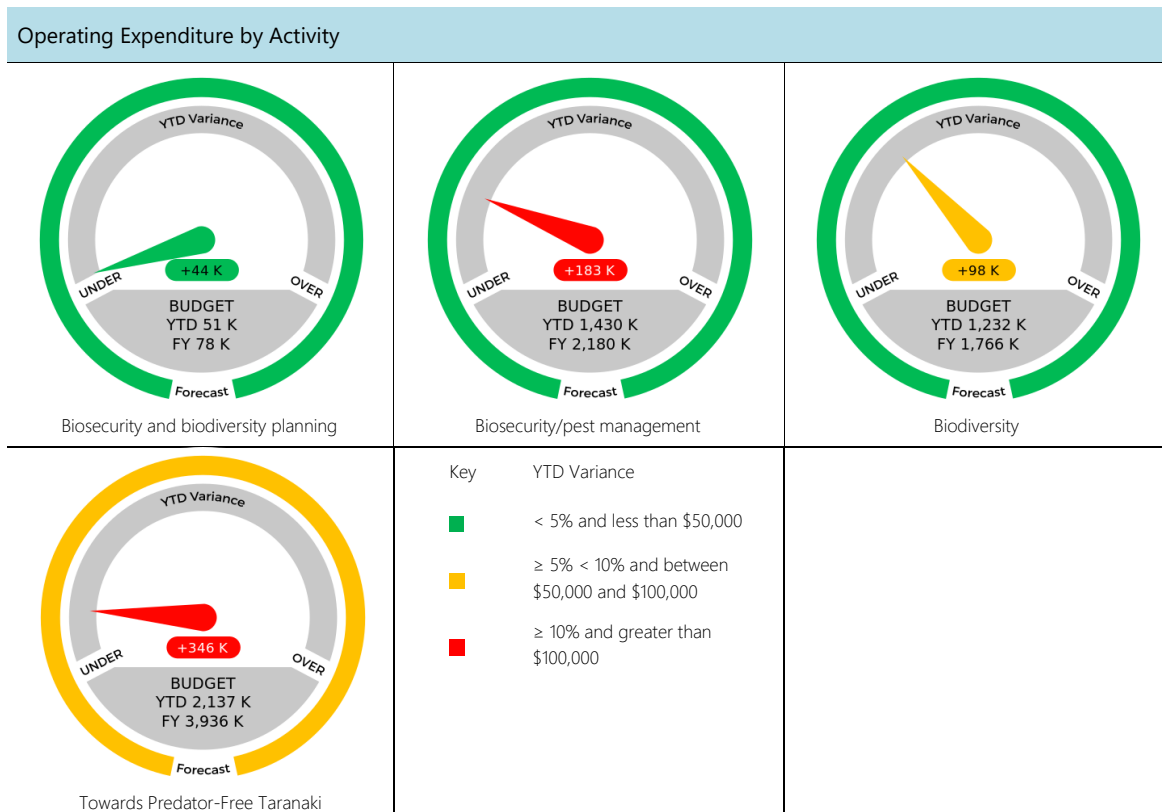 Operating Expenditure by Activity
YTD Variance
UNDER
+44 K
OVER
BUDGET
YTD 51 K
FY 78 K
Forecast
Biosecurity and biodiversity planning
YTD Variance
UNDER
+183 K
OVER
BUDGET
YTD 1,430 K
FY 2,180 K
Forecast
Biosecurity/pest management
YTD Variance
UNDER
+98 K
OVER
BUDGET
YTD 1,232 K
FY 1,766 K
Forecast
Biodiversity
YTD Variance
UNDER
+346 K
OVER
BUDGET
YTD 2,137 K
FY 3,936 K
Forecast
Towards Predator-Free Taranaki
Key YTD Variance
< 5% and less than $50,000
≥ 5% < 10% and between
$50,000 and $100,000
≥ 10% and greater than
$100,000